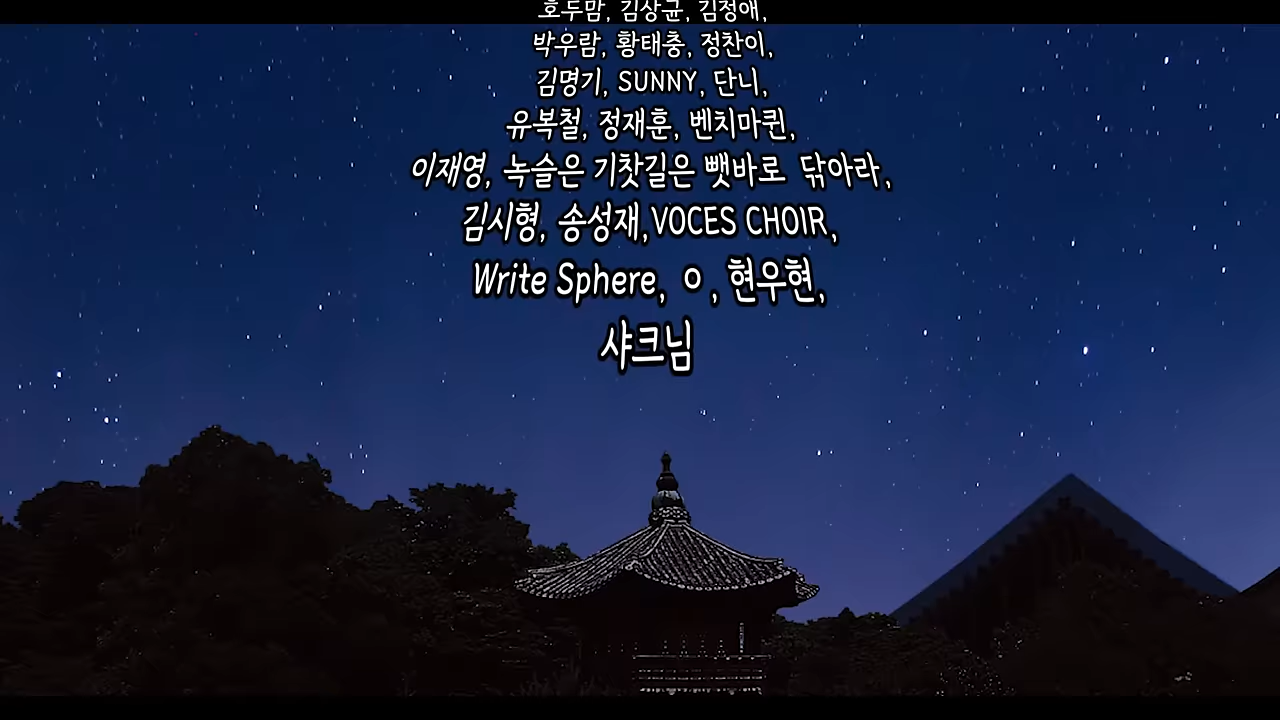 호두맘, 김상균, 김정애,
박우람, 황태충, 정찬이,
김명기, SUNNY, 단니,
유복철, 정재훈, 벤치마퀸,
이재영, 녹슬은 기찻길은 뺏바로 닦아라,
김시형, 송성재,VOCES CHOIR,
Write Sphere, ㅇ, 현우현,
샤크님